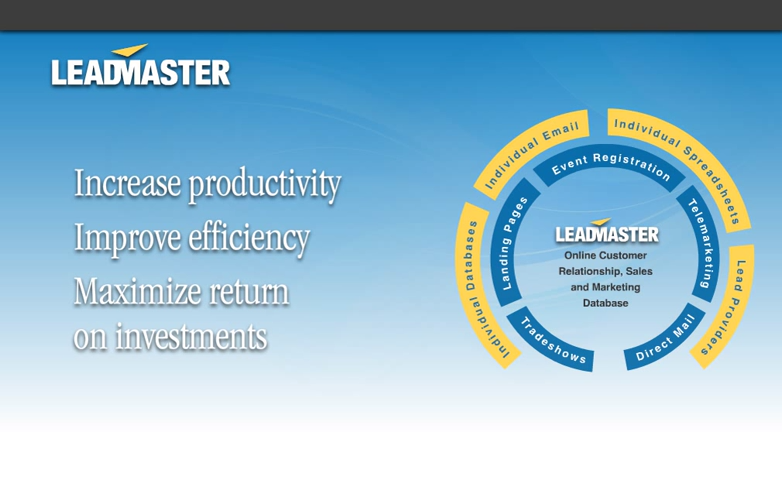 LEADMASTER
Increase productivity
Improve efficiency
Maximize return
on investments
Individual Email
Individual Spreadsheets
Individual Databases
Lead Providers
Event Registration
Landing Pages
Telemarketing
Tradeshows
Direct Mail
LEADMASTER
Online Customer
Relationship, Sales
and Marketing
Database